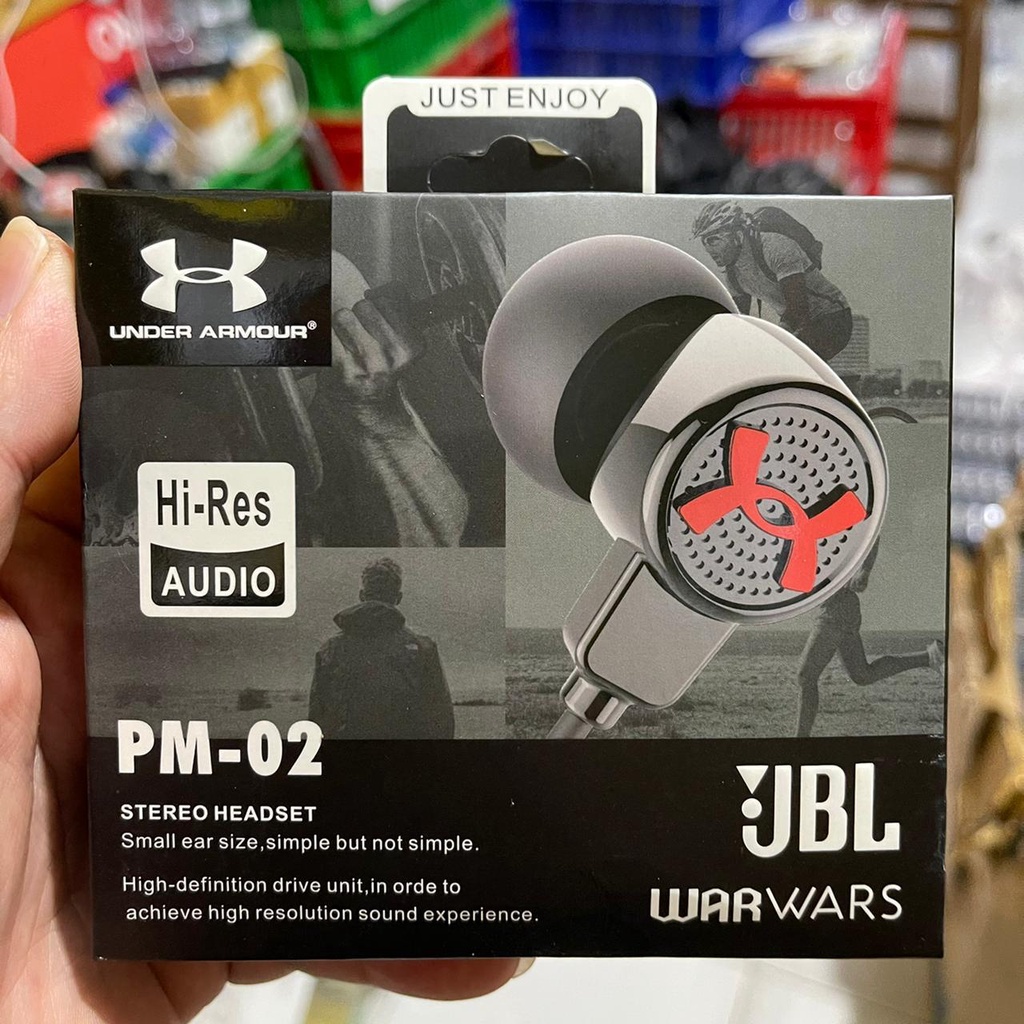 JUST ENJOY
UNDER ARMOUR®
Hi-Res
AUDIO
PM-02
STEREO HEADSET
Small ear size,simple but not simple.
High-definition drive unit,in orde to
achieve high resolution sound experience.
JBL
WARWARS